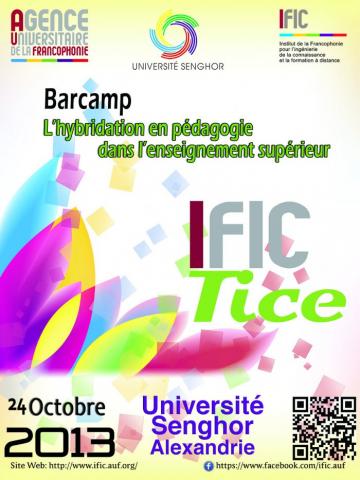 AGENCE
UNIVERSITAIRE
DE LA FRANCOPHONIE
UNIVERSITÉ SENGHOR
IFIC
Institut de la Francophonie
pour l'ingénierie
de la connaissance
et la formation à distance
Barcamp
L'hybridation en pédagogie
dans l'enseignement supérieur
IFIC
Tice
24 Octobre
2013
Université
Senghor
Alexandrie
Site Web: http://www.ific.auf.org/
https://www.facebook.com/ific.auf